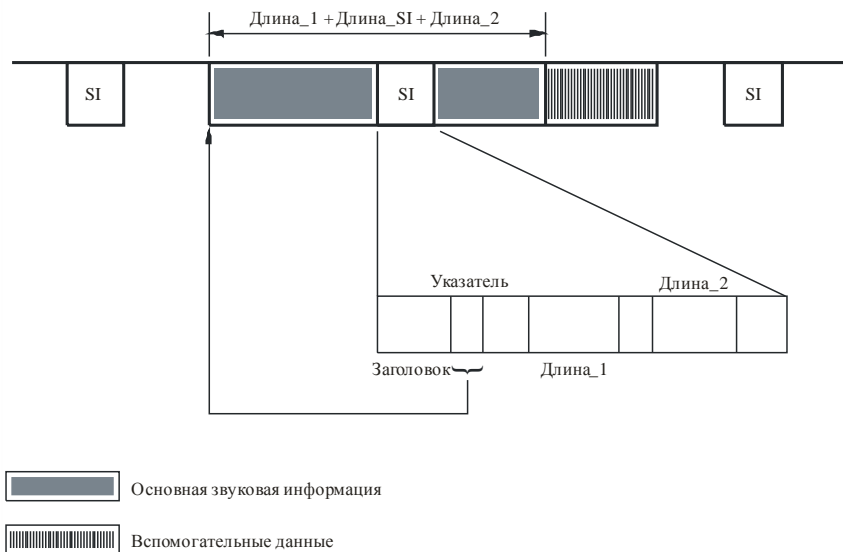 Длина_1 + Длина_SI + Длина_2
SI
SI
SI
Указатель
Длина_2
Заголовок
Длина_1
Основная звуковая информация
Вспомогательные данные